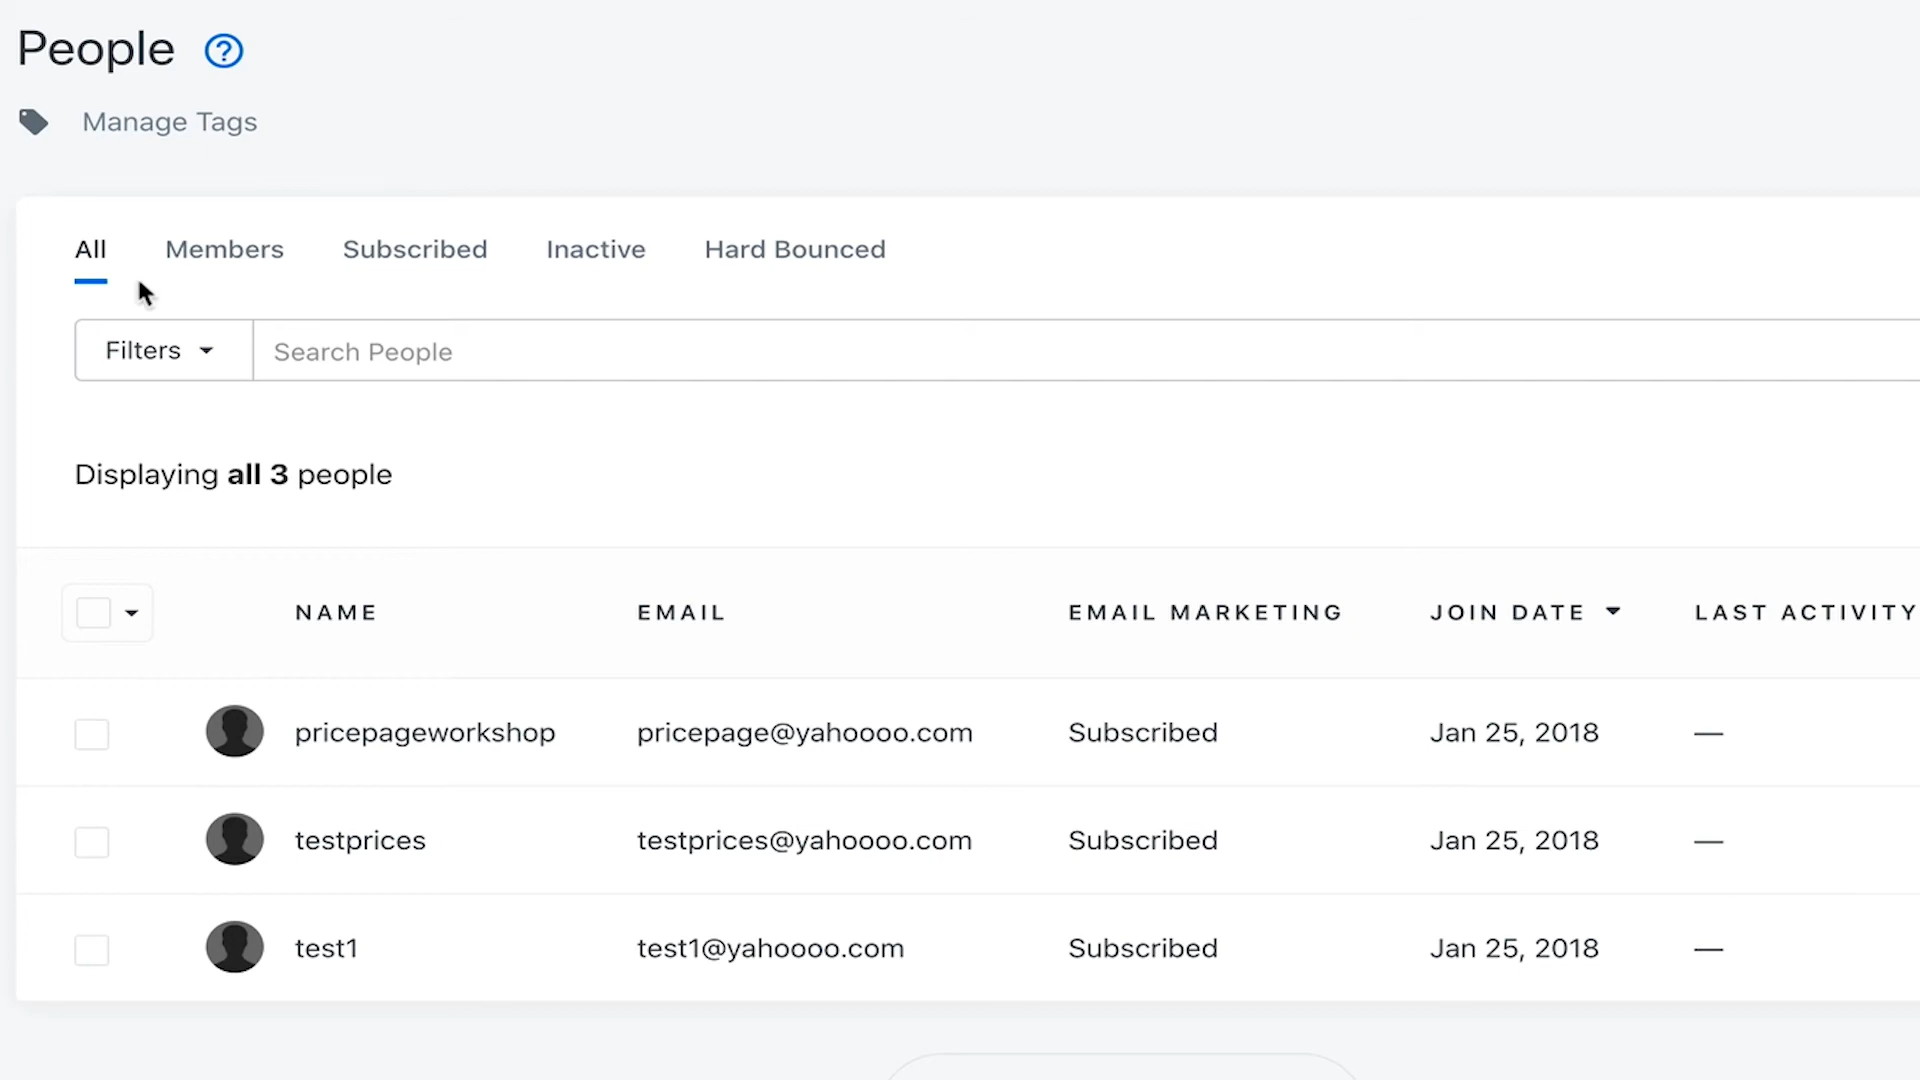 People ?
Manage Tags
All Members Subscribed Inactive Hard Bounced
Filters Search People
Displaying all 3 people
NAME EMAIL EMAIL MARKETING JOIN DATE LAST ACTIVITY
pricepageworkshop pricepage@yahoooo.com Subscribed Jan 25, 2018 —
testprices testprices@yahoooo.com Subscribed Jan 25, 2018 —
test1 test1@yahoooo.com Subscribed Jan 25, 2018 —